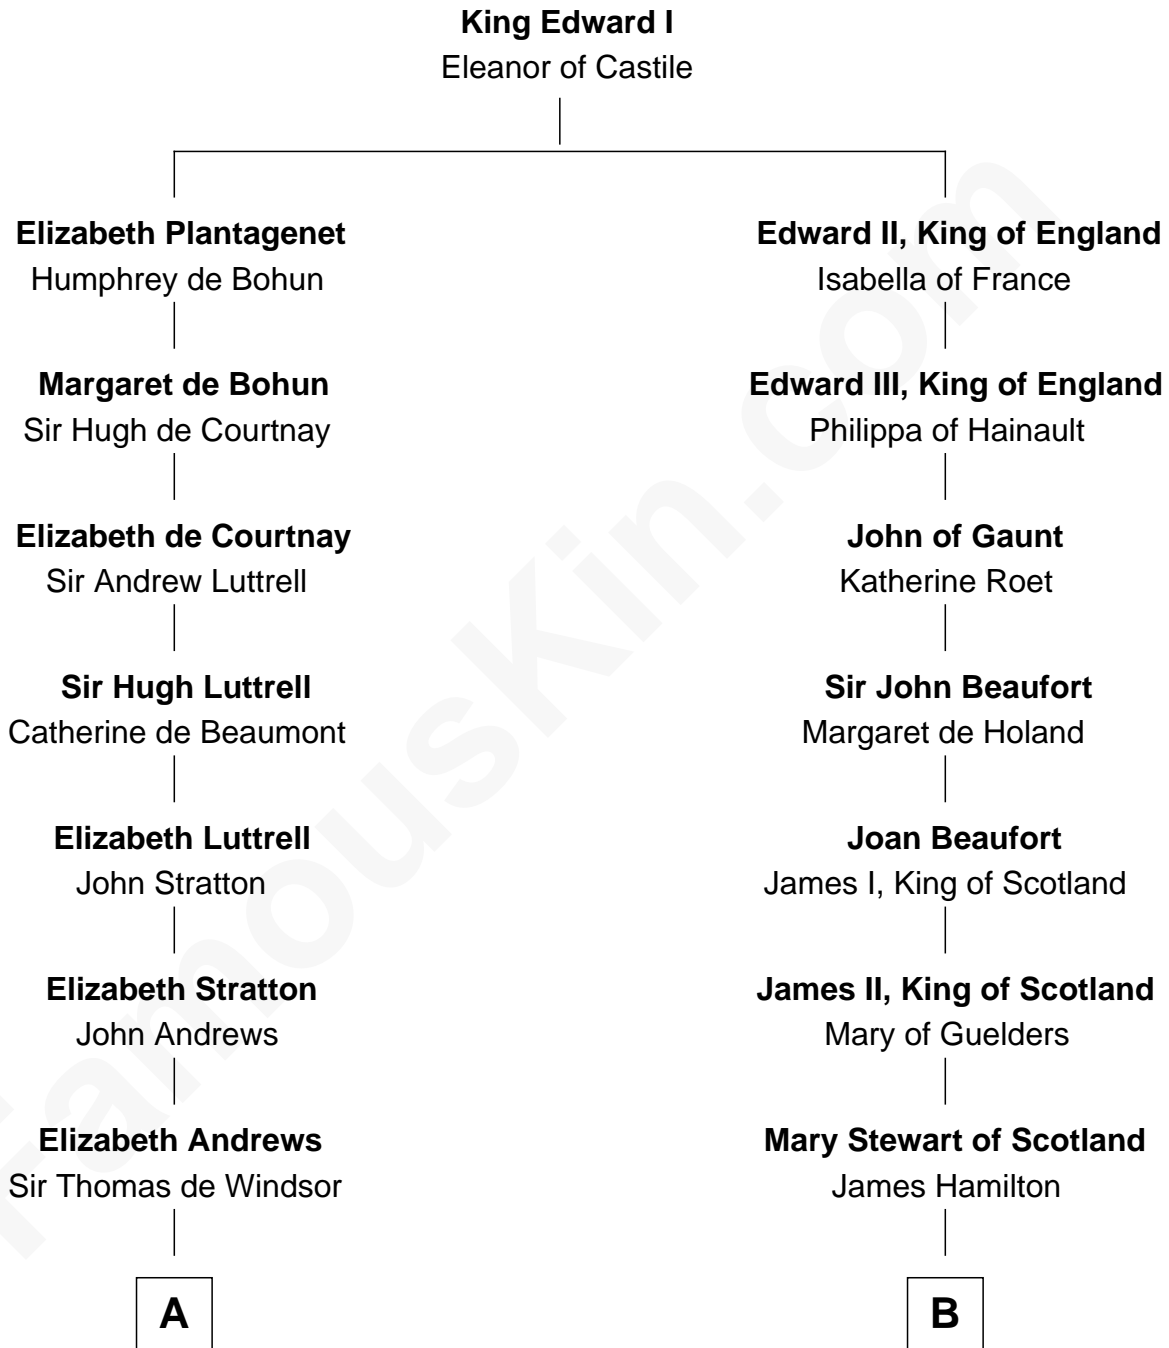 King Edward I
Eleanor of Castile
Elizabeth Plantagenet
Humphrey de Bohun
Edward II, King of England
Isabella of France
Margaret de Bohun
Sir Hugh de Courtnay
Edward III, King of England
Philippa of Hainault
Elizabeth de Courtnay
Sir Andrew Luttrell
John of Gaunt
Katherine Roet
Sir Hugh Luttrell
Catherine de Beaumont
Sir John Beaufort
Margaret de Holand
Elizabeth Luttrell
John Stratton
Joan Beaufort
James I, King of Scotland
Elizabeth Stratton
John Andrews
James II, King of Scotland
Mary of Guelders
Elizabeth Andrews
Sir Thomas de Windsor
Mary Stewart of Scotland
James Hamilton
A
B
FamousKin.com